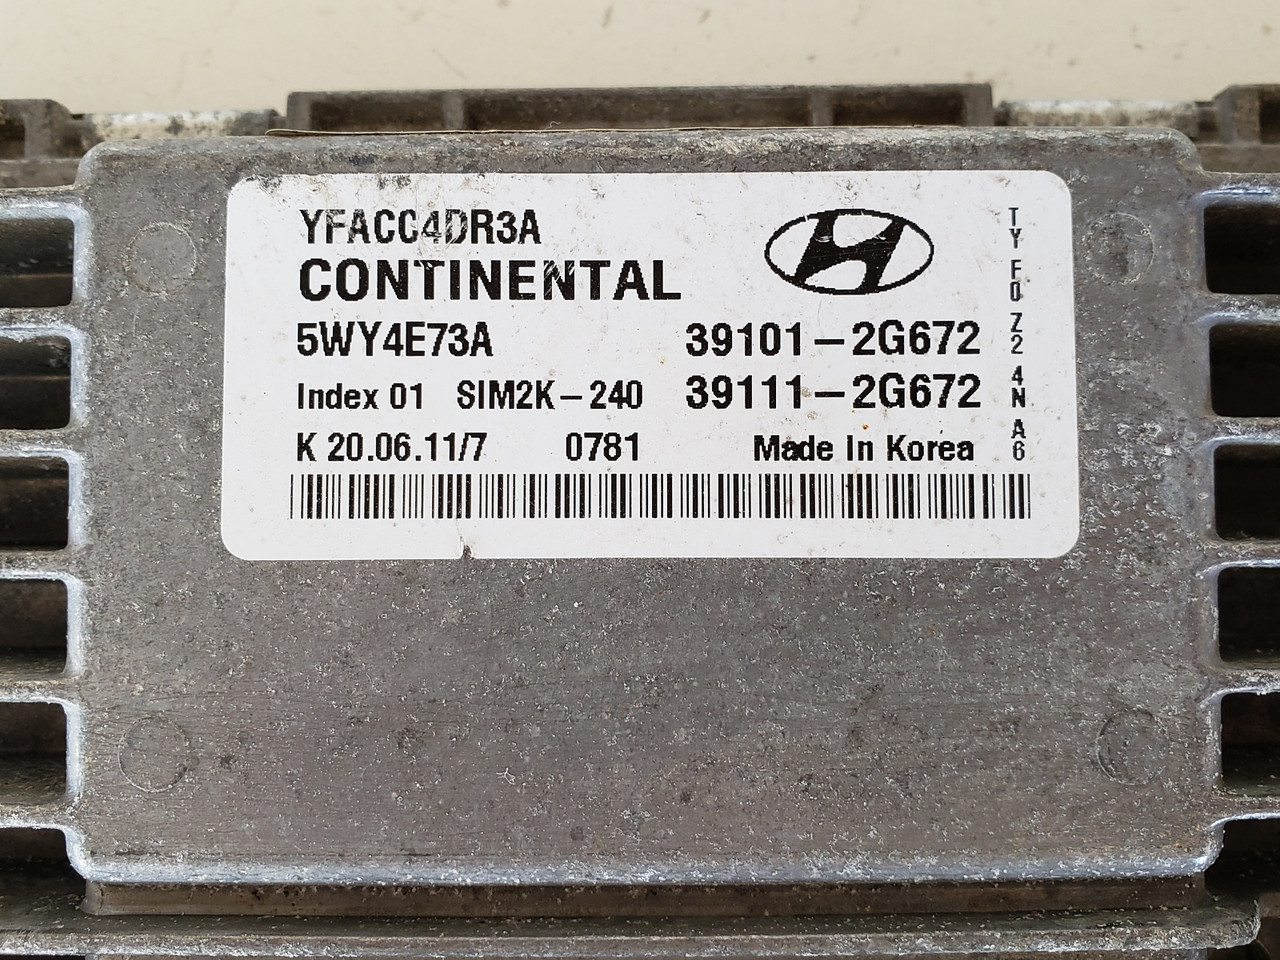 YFACC4DR3A
CONTINENTAL
5WY4E73A 39101-2G672
Index 01 SIM2K-240 39111-2G672
K 20.06.11/7 0781 Made In Korea
TY F0 Z2 4N A6